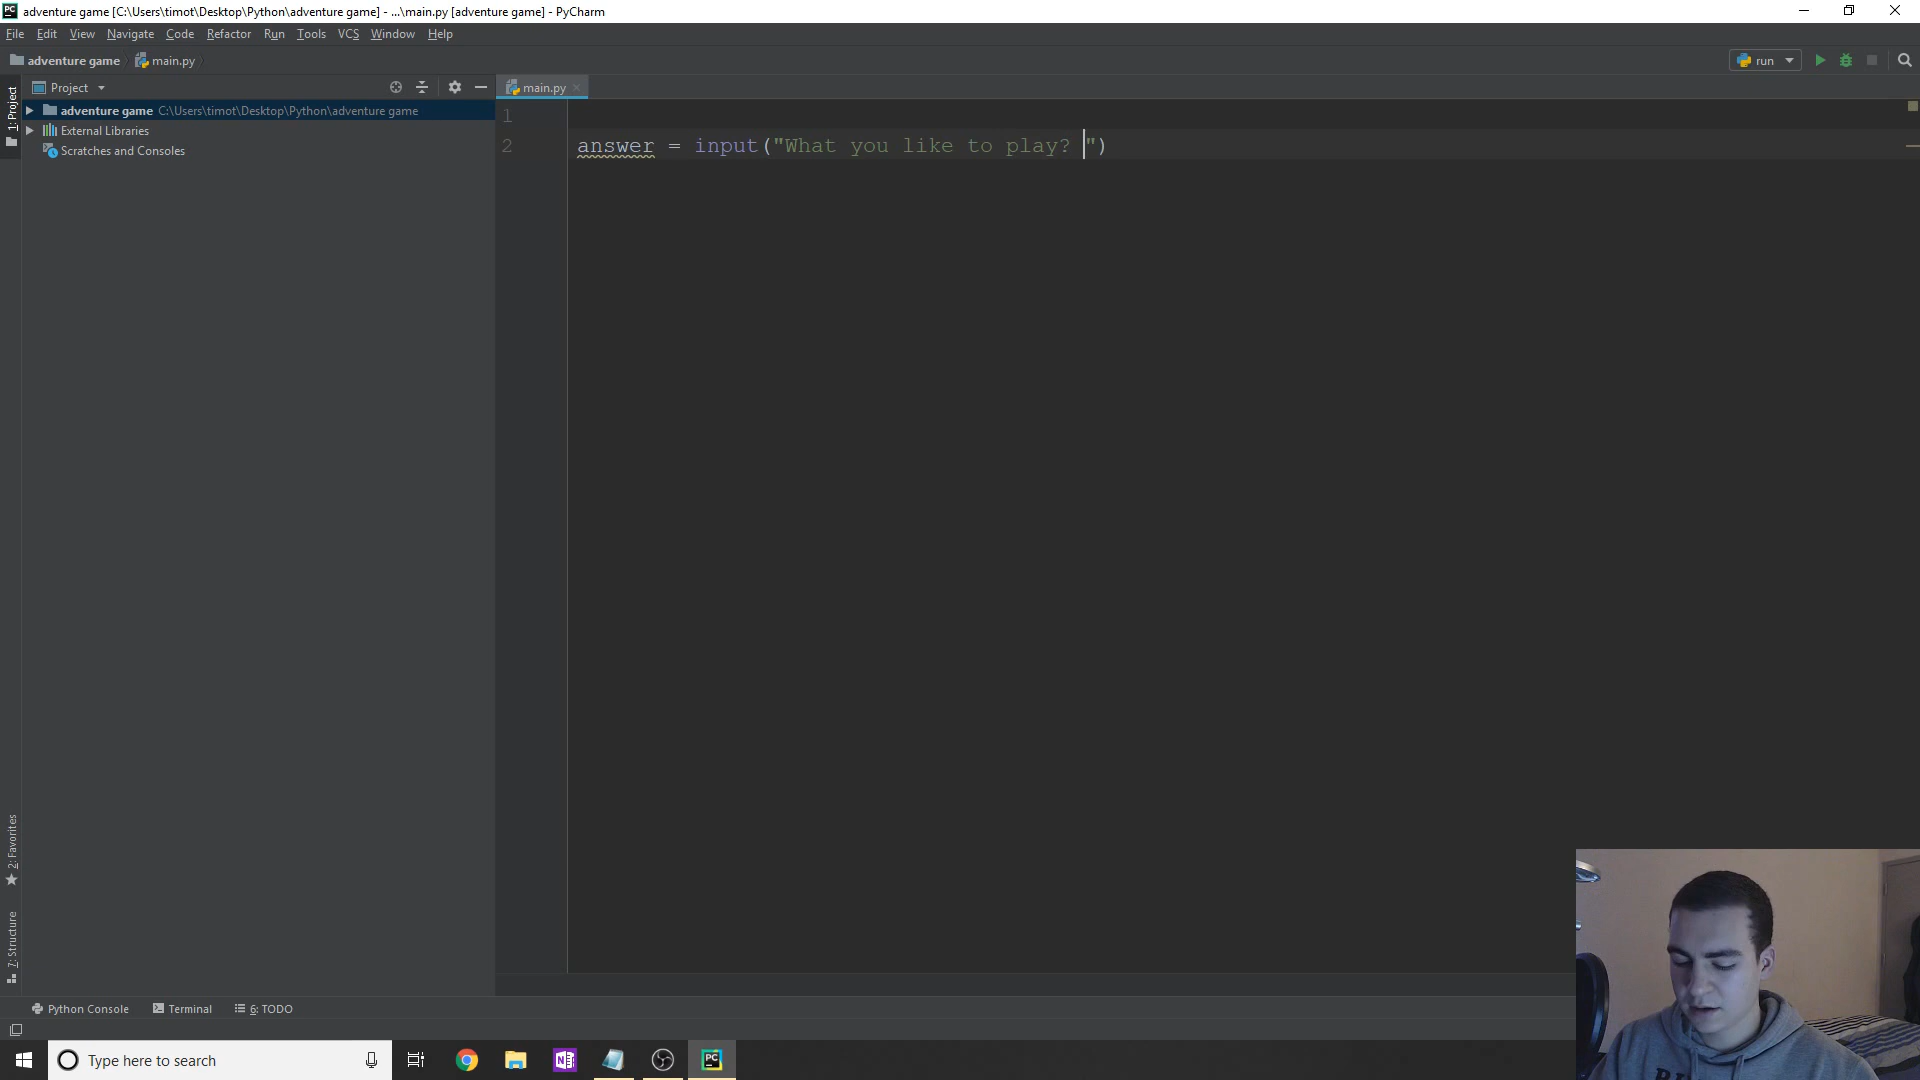 adventure game [C:\Users\timot\Desktop\Python\adventure game] - ...\main.py [adventure game] - PyCharm
File Edit View Navigate Code Refactor Run Tools VCS Window Help
adventure game main.py run
Project main.py
1: Project
adventure game C:\Users\timot\Desktop\Python\adventure game
External Libraries
Scratches and Consoles
1
2 answer = input("What you like to play? ")
2: Favorites
7: Structure
Python Console Terminal 6: TODO
Type here to search